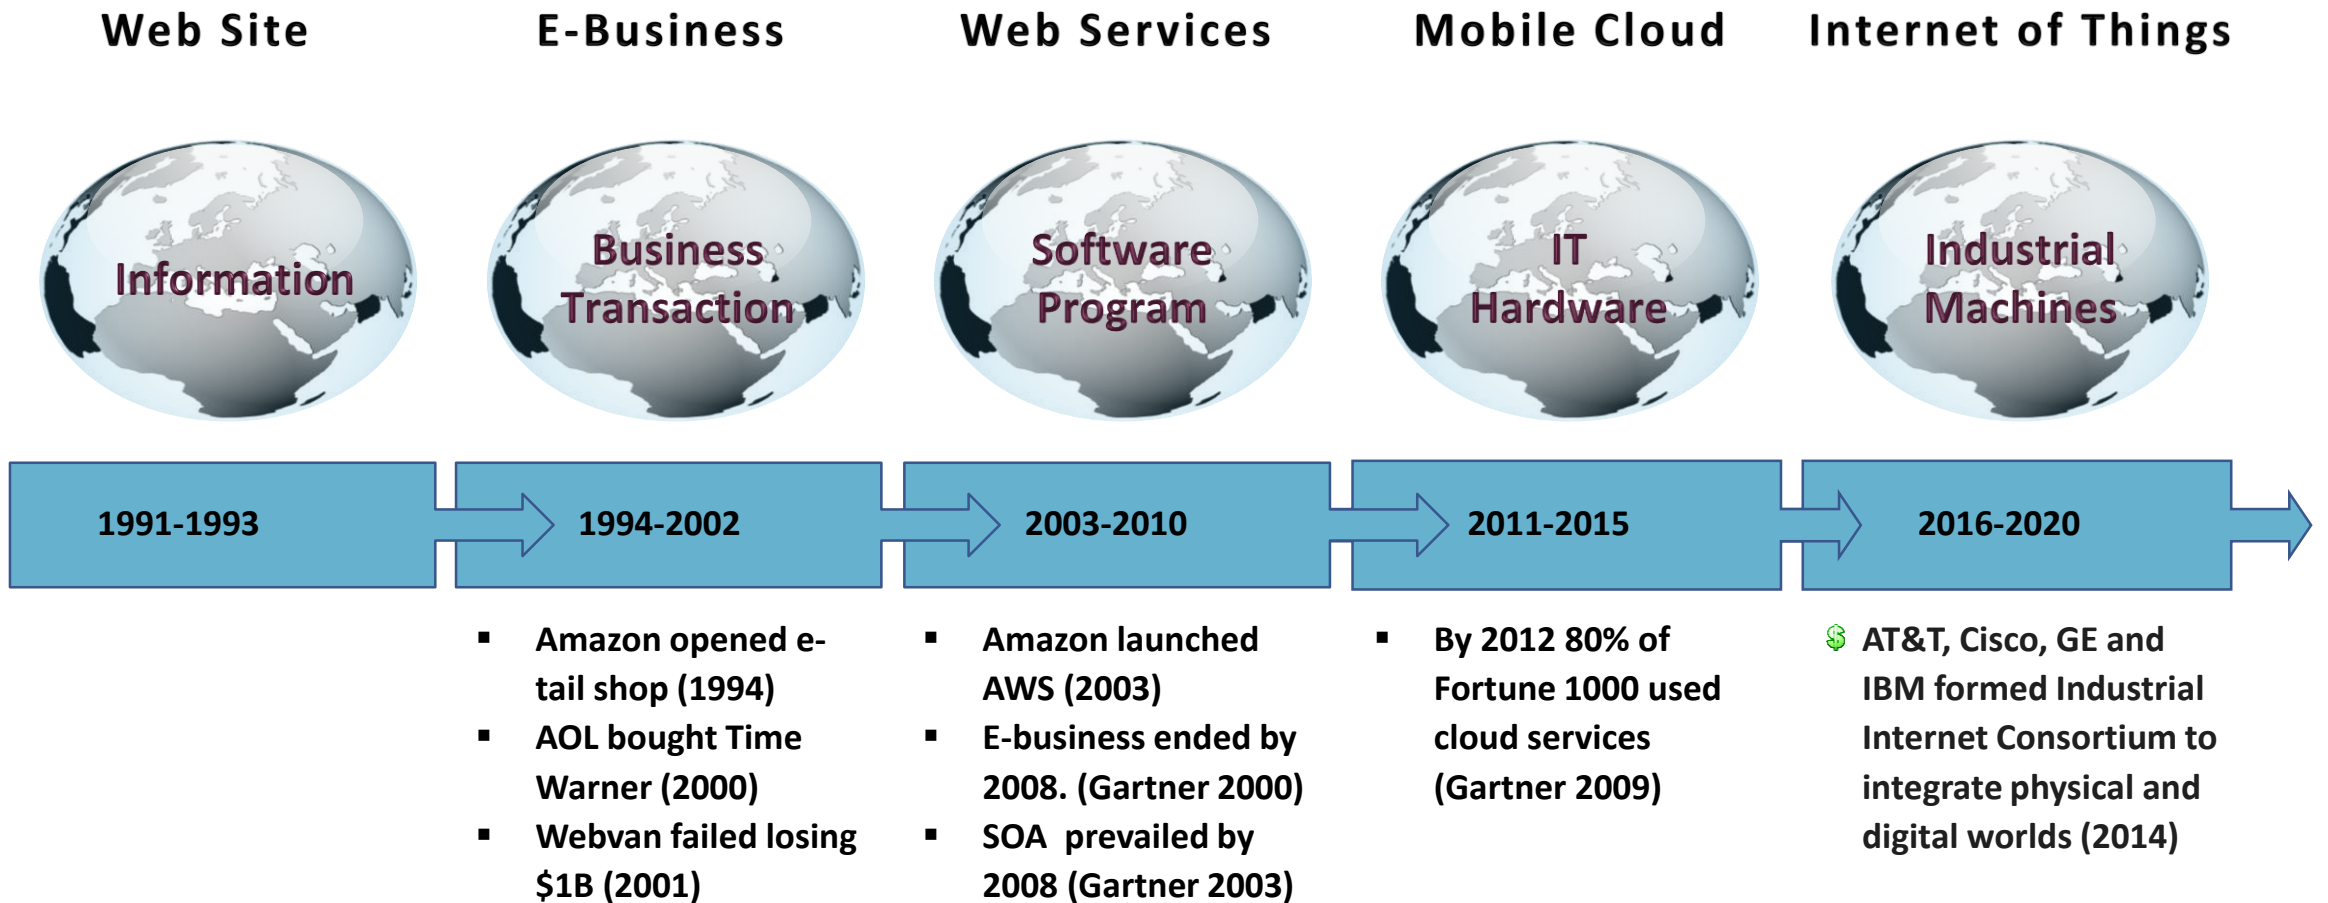 Web Site
E-Business
Web Services
Mobile Cloud
Internet of Things
Information
Business
Transaction
Software
Program
IT
Hardware
Industrial
Machines
1991-1993
1994-2002
2003-2010
2011-2015
2016-2020
▪ Amazon opened e-
tail shop (1994)
▪ AOL bought Time
Warner (2000)
▪ Webvan failed losing
$1B (2001)
▪ Amazon launched
AWS (2003)
▪ E-business ended by
2008. (Gartner 2000)
▪ SOA prevailed by
2008 (Gartner 2003)
▪ By 2012 80% of
Fortune 1000 used
cloud services
(Gartner 2009)
$ AT&T, Cisco, GE and
IBM formed Industrial
Internet Consortium to
integrate physical and
digital worlds (2014)